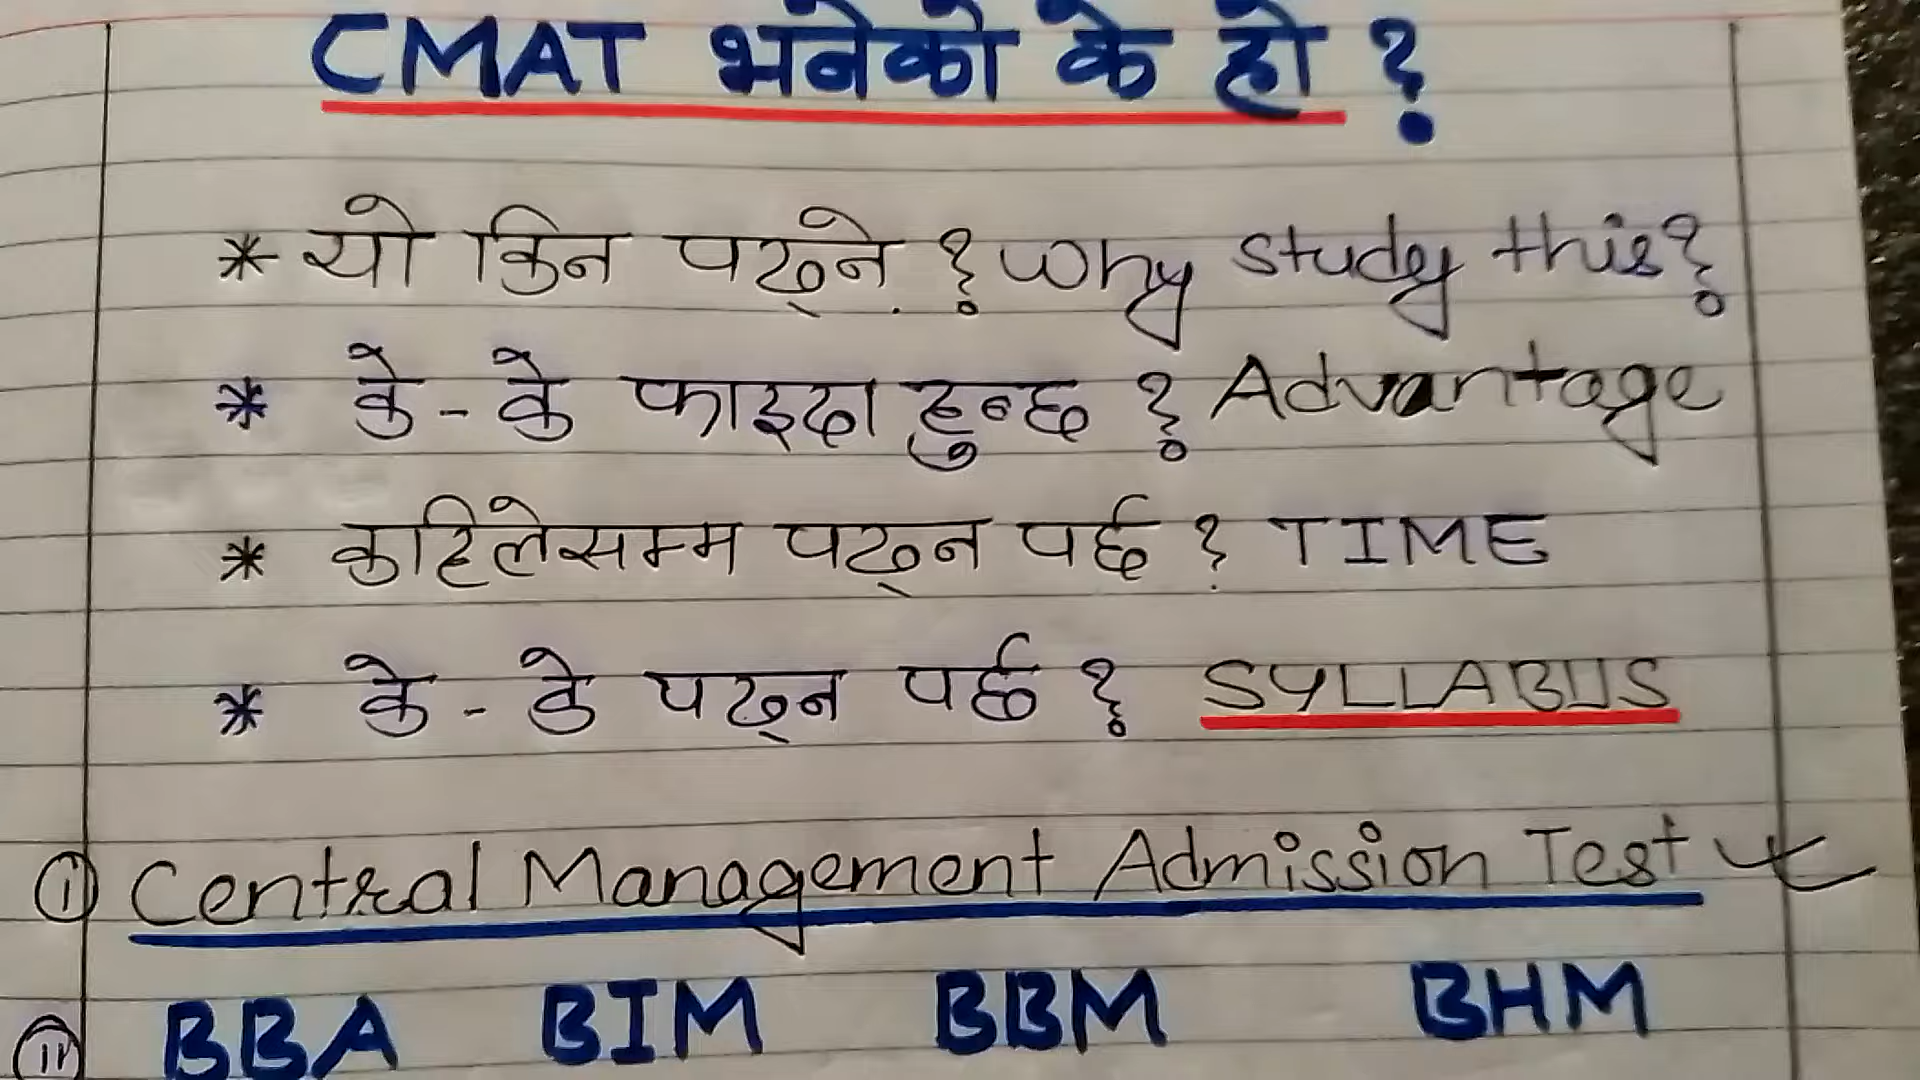 CMAT भनेको के हो ?
* यो किन पढ्ने ? Why study this?
* के - के फाइदा हुन्छ ? Advantage
* कहिलेसम्म पढ्न पर्छ ? TIME
* के - के पढ्न पर्छ ? SYLLABUS
(i) Central Management Admission Test
(ii) BBA BIM BBM BHM